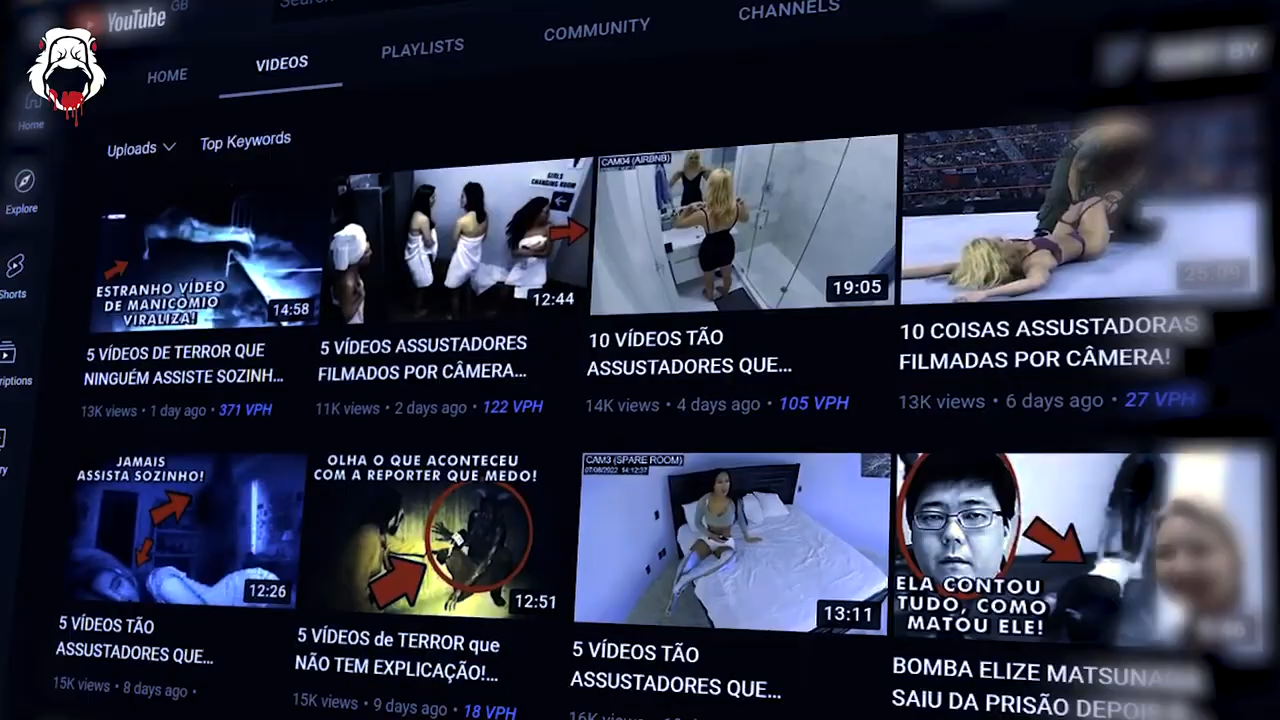 YouTube GB
Search
HOME
VIDEOS
PLAYLISTS
COMMUNITY
CHANNELS
Home
Explore
Shorts
Uploads
Top Keywords
ESTRANHO VÍDEO
DE MANICÔMIO
VIRALIZA!
14:58
5 VÍDEOS DE TERROR QUE
NINGUÉM ASSISTE SOZINH...
13K views • 1 day ago • 371 VPH
GIRLS
CHANGING ROOM
12:44
5 VÍDEOS ASSUSTADORES
FILMADOS POR CÂMERA...
11K views • 2 days ago • 122 VPH
CAM04 (AIRBNB)
19:05
10 VÍDEOS TÃO
ASSUSTADORES QUE...
14K views • 4 days ago • 105 VPH
25:09
10 COISAS ASSUSTADORAS
FILMADAS POR CÂMERA!
13K views • 6 days ago • 27 VPH
JAMAIS
ASSISTA SOZINHO!
12:26
5 VÍDEOS TÃO
ASSUSTADORES QUE...
15K views • 8 days ago •
OLHA O QUE ACONTECEU
COM A REPORTER QUE MEDO!
12:51
5 VÍDEOS de TERROR que
NÃO TEM EXPLICAÇÃO!...
15K views • 9 days ago • 18 VPH
CAM3 (SPARE ROOM)
13:11
5 VÍDEOS TÃO
ASSUSTADORES QUE...
16K views
ELA CONTOU
TUDO, COMO
MATOU ELE!
BOMBA ELIZE MATSUNA
SAIU DA PRISÃO DEPOIS